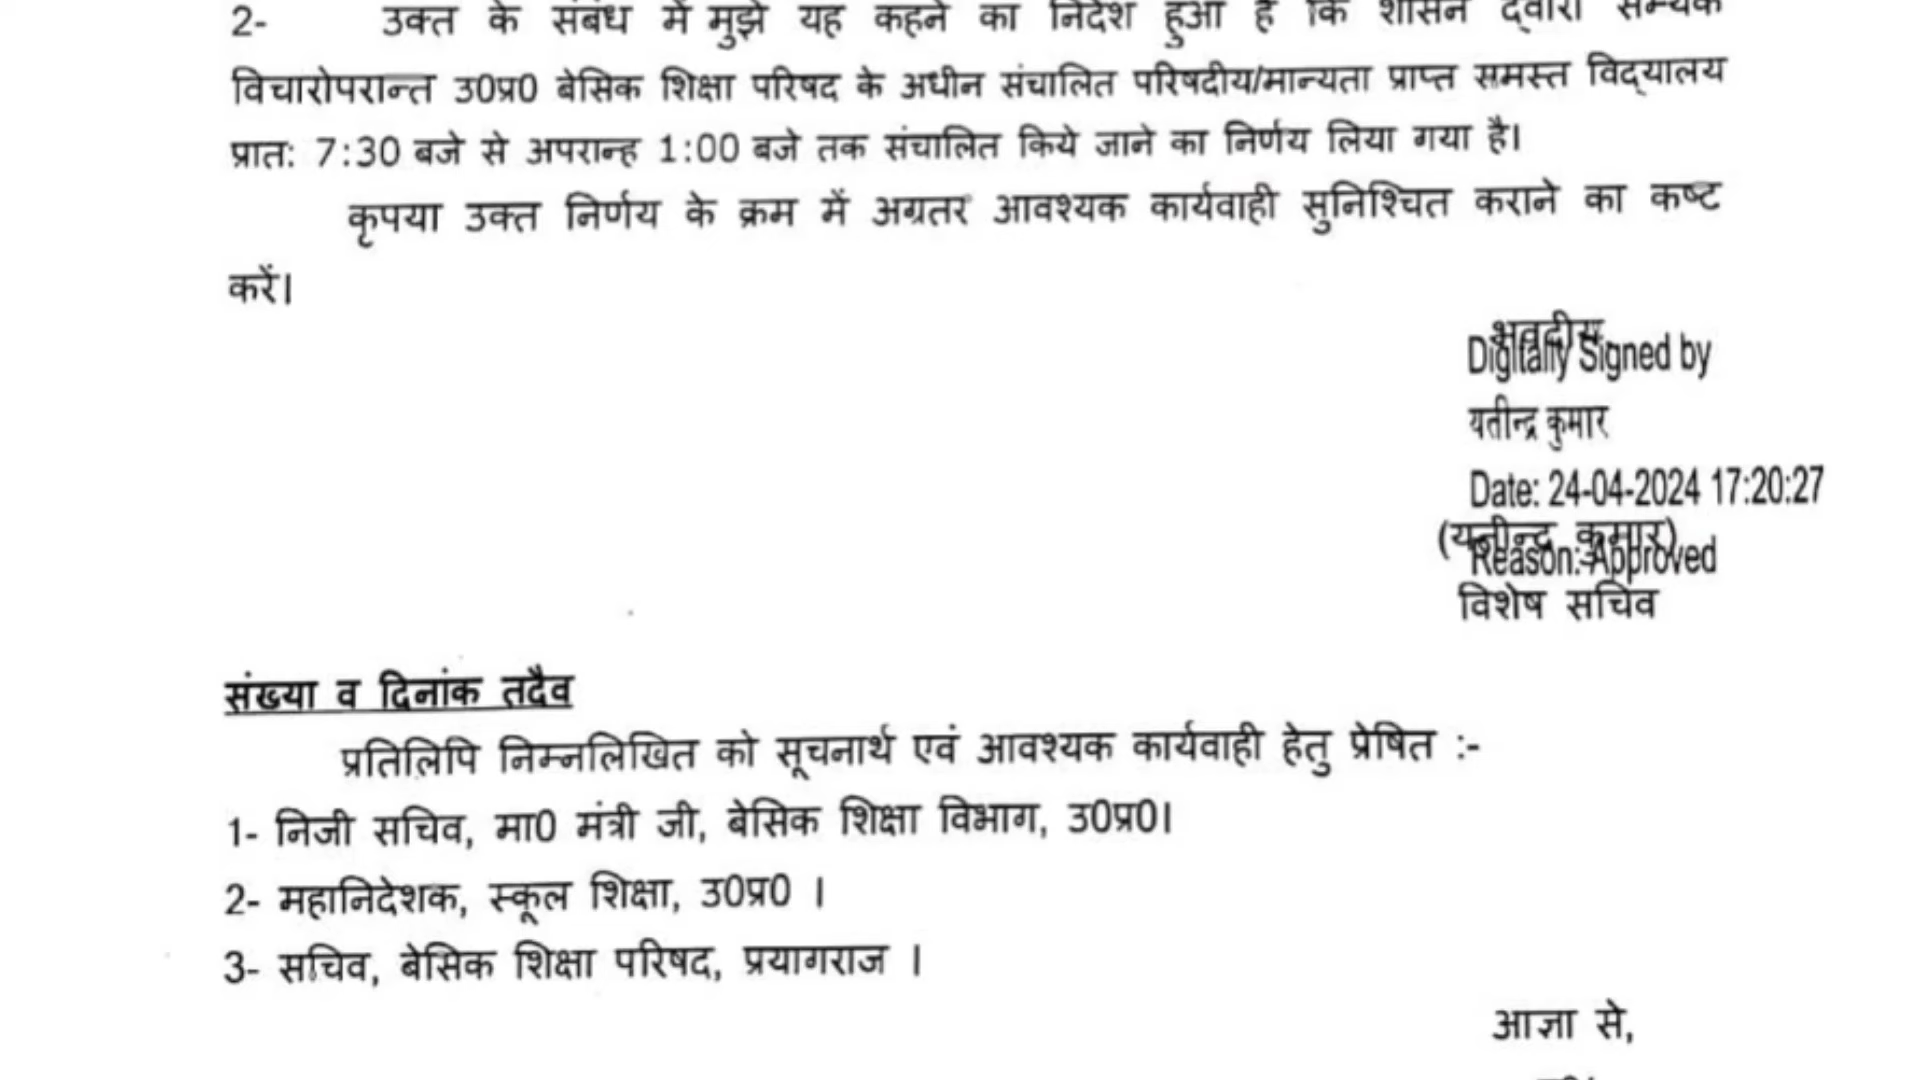 2- उक्त के संबंध में मुझे यह कहने का निदेश हुआ है कि शासन द्वारा सम्यक
विचारोपरान्त उ0प्र0 बेसिक शिक्षा परिषद के अधीन संचालित परिषदीय/मान्यता प्राप्त समस्त विद्यालय
प्रात: 7:30 बजे से अपरान्ह 1:00 बजे तक संचालित किये जाने का निर्णय लिया गया है।
कृपया उक्त निर्णय के क्रम में अग्रतर आवश्यक कार्यवाही सुनिश्चित कराने का कष्ट
करें।
भवदीय
Digitally Signed by
यतीन्द्र कुमार
Date: 24-04-2024 17:20:27
(यतीन्द्र कुमार)
Reason: Approved
विशेष सचिव
संख्या व दिनांक तदैव
प्रतिलिपि निम्नलिखित को सूचनार्थ एवं आवश्यक कार्यवाही हेतु प्रेषित :-
1- निजी सचिव, मा0 मंत्री जी, बेसिक शिक्षा विभाग, उ0प्र0।
2- महानिदेशक, स्कूल शिक्षा, उ0प्र0 ।
3- सचिव, बेसिक शिक्षा परिषद, प्रयागराज ।
आज्ञा से,